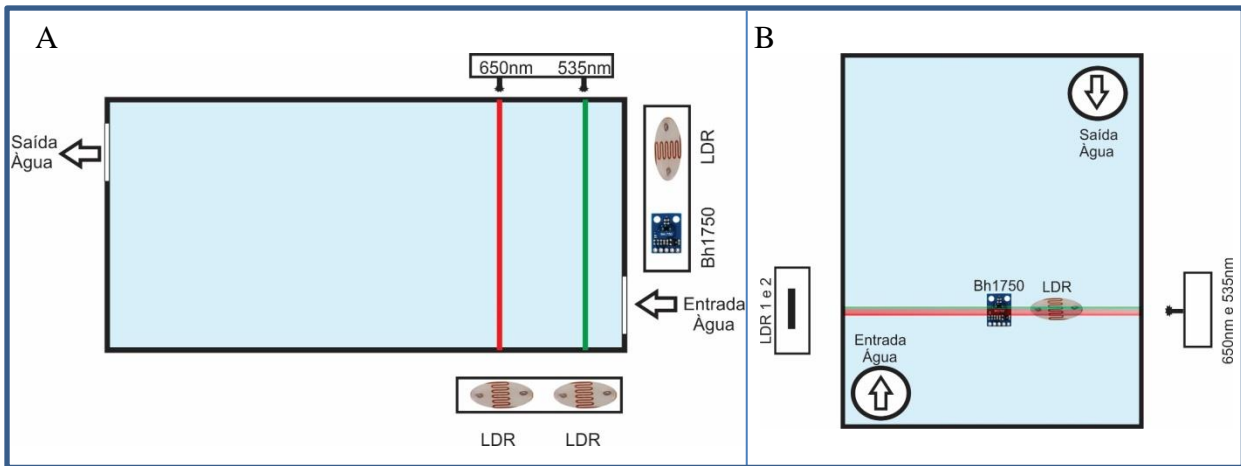 A
650nm 535nm
Saída
Àgua
LDR
Bh1750
Entrada
Àgua
LDR LDR
B
Saída
Àgua
Bh1750 LDR
LDR 1 e 2
650nm e 535nm
Entrada
Àgua